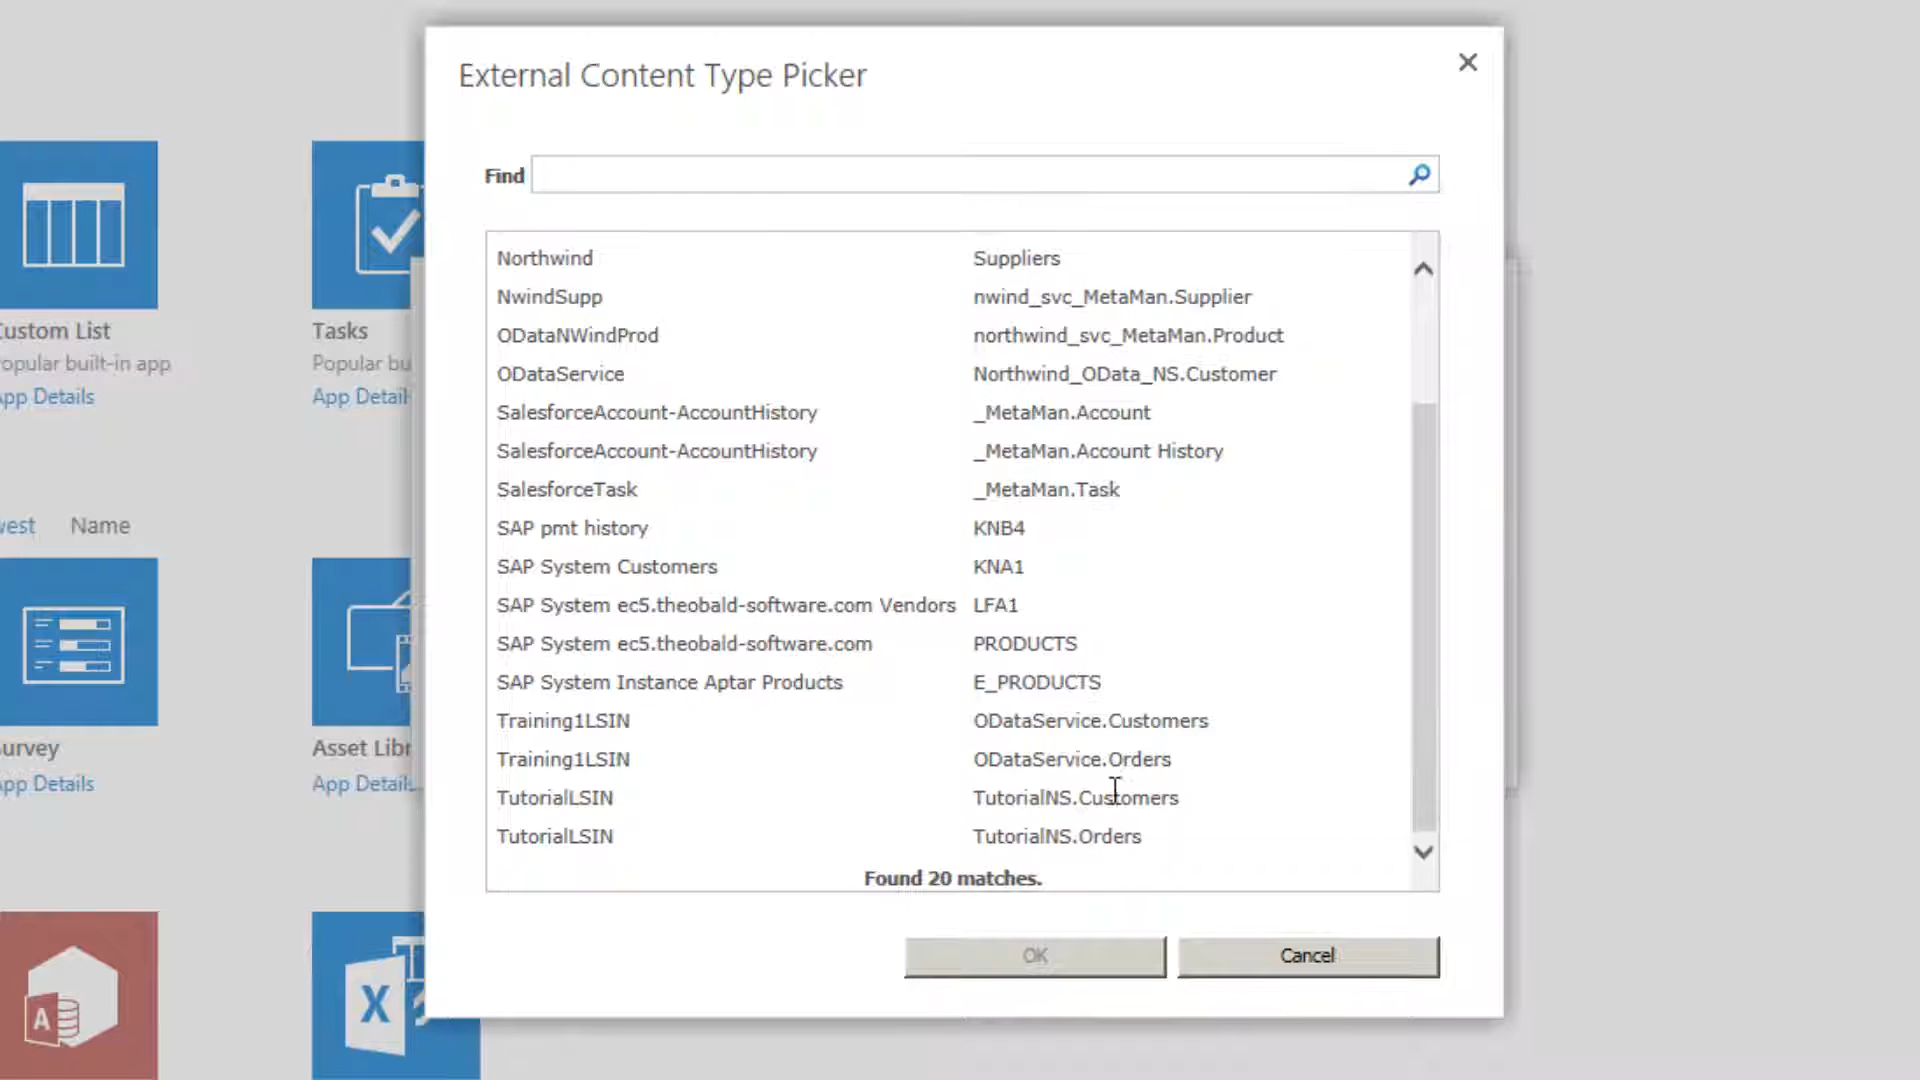 External Content Type Picker
Find
Northwind Suppliers
NwindSupp nwind_svc_MetaMan.Supplier
ODataNWindProd northwind_svc_MetaMan.Product
ODataService Northwind_OData_NS.Customer
SalesforceAccount-AccountHistory _MetaMan.Account
SalesforceAccount-AccountHistory _MetaMan.Account History
SalesforceTask _MetaMan.Task
SAP pmt history KNB4
SAP System Customers KNA1
SAP System ec5.theobald-software.com Vendors LFA1
SAP System ec5.theobald-software.com PRODUCTS
SAP System Instance Aptar Products E_PRODUCTS
Training1LSIN ODataService.Customers
Training1LSIN ODataService.Orders
TutorialLSIN TutorialNS.Customers
TutorialLSIN TutorialNS.Orders
Found 20 matches.
OK Cancel
Custom List Tasks
opular built-in app Popular bu
App Details App Detail
west Name
urvey Asset Libr
App Details App Details
A X